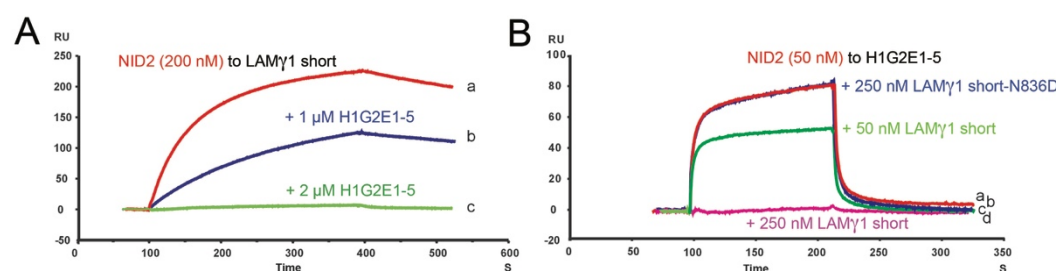 A
RU
250
200
150
100
50
0
-50
NID2 (200 nM) to LAMγ1 short
a
+ 1 µM H1G2E1-5
b
+ 2 µM H1G2E1-5
c
0
100
200
300
400
500
600
Time
S
B
RU
100
80
60
40
20
0
-20
NID2 (50 nM) to H1G2E1-5
+ 250 nM LAMγ1 short-N836D
+ 50 nM LAMγ1 short
a
b
c
d
+ 250 nM LAMγ1 short
0
50
100
150
200
250
300
350
Time
S